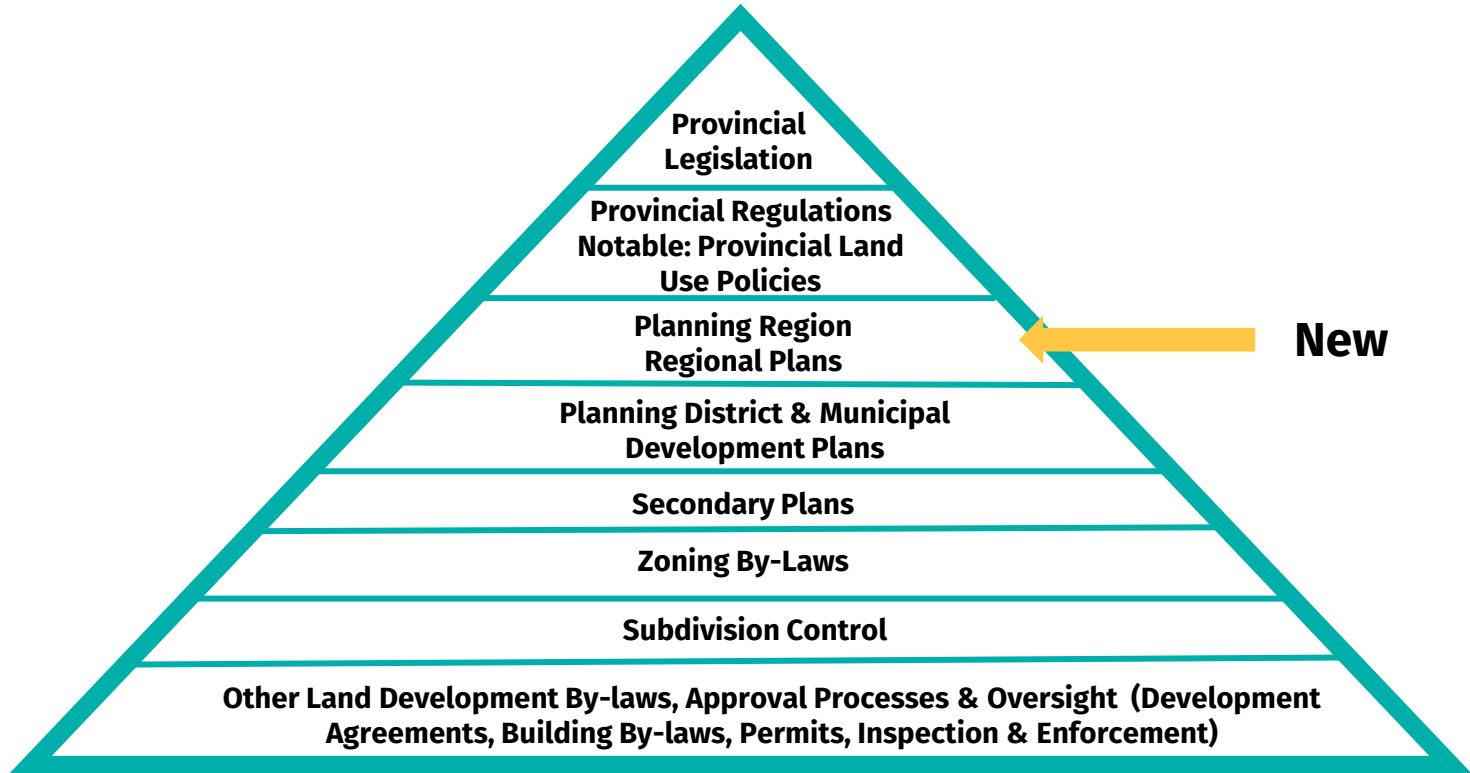 Provincial
Legislation
Provincial Regulations
Notable: Provincial Land
Use Policies
Planning Region
Regional Plans
New
Planning District & Municipal
Development Plans
Secondary Plans
Zoning By-Laws
Subdivision Control
Other Land Development By-laws, Approval Processes & Oversight (Development
Agreements, Building By-laws, Permits, Inspection & Enforcement)